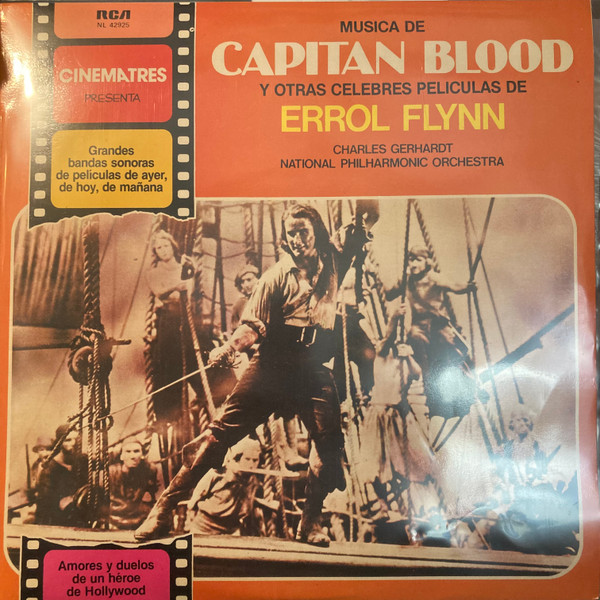 RCA
NL 42925
CINEMATRES
PRESENTA
Grandes
bandas sonoras
de peliculas de ayer,
de hoy, de mañana
MUSICA DE
CAPITAN BLOOD
Y OTRAS CELEBRES PELICULAS DE
ERROL FLYNN
CHARLES GERHARDT
NATIONAL PHILHARMONIC ORCHESTRA
Amores y duelos
de un héroe
de Hollywood